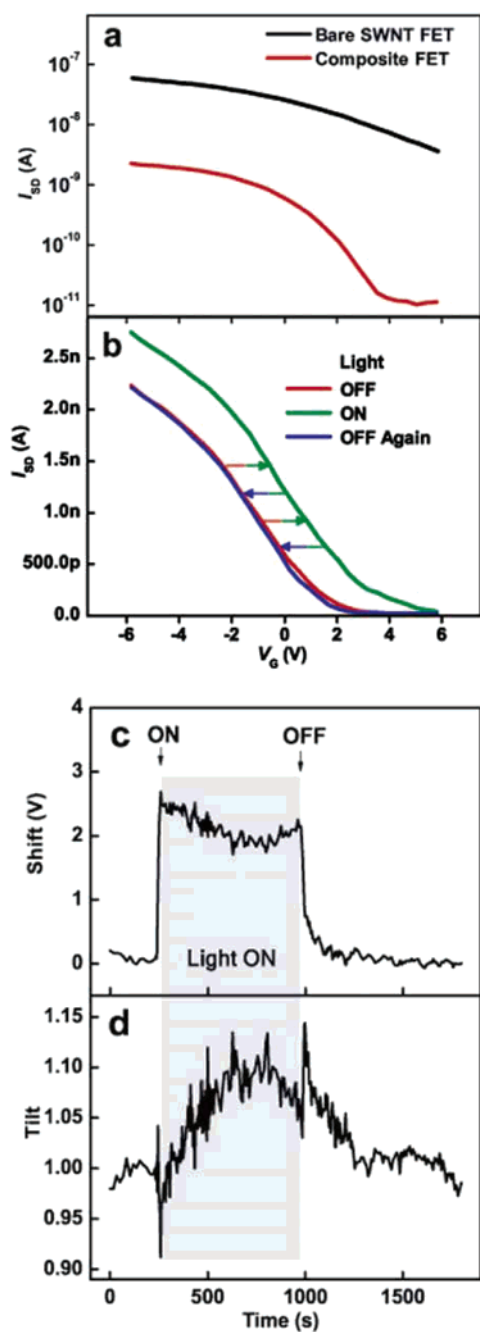 a
Bare SWNT FET
Composite FET
10⁻⁷
10⁻⁸
10⁻⁹
10⁻¹⁰
10⁻¹¹
I_SD (A)
b
Light
OFF
ON
OFF Again
2.5n
2.0n
1.5n
1.0n
500.0p
0.0
I_SD (A)
-6 -4 -2 0 2 4 6
V_G (V)
c
ON
OFF
4
3
2
1
0
Shift (V)
Light ON
d
1.15
1.10
1.05
1.00
0.95
0.90
Tilt
0 500 1000 1500
Time (s)